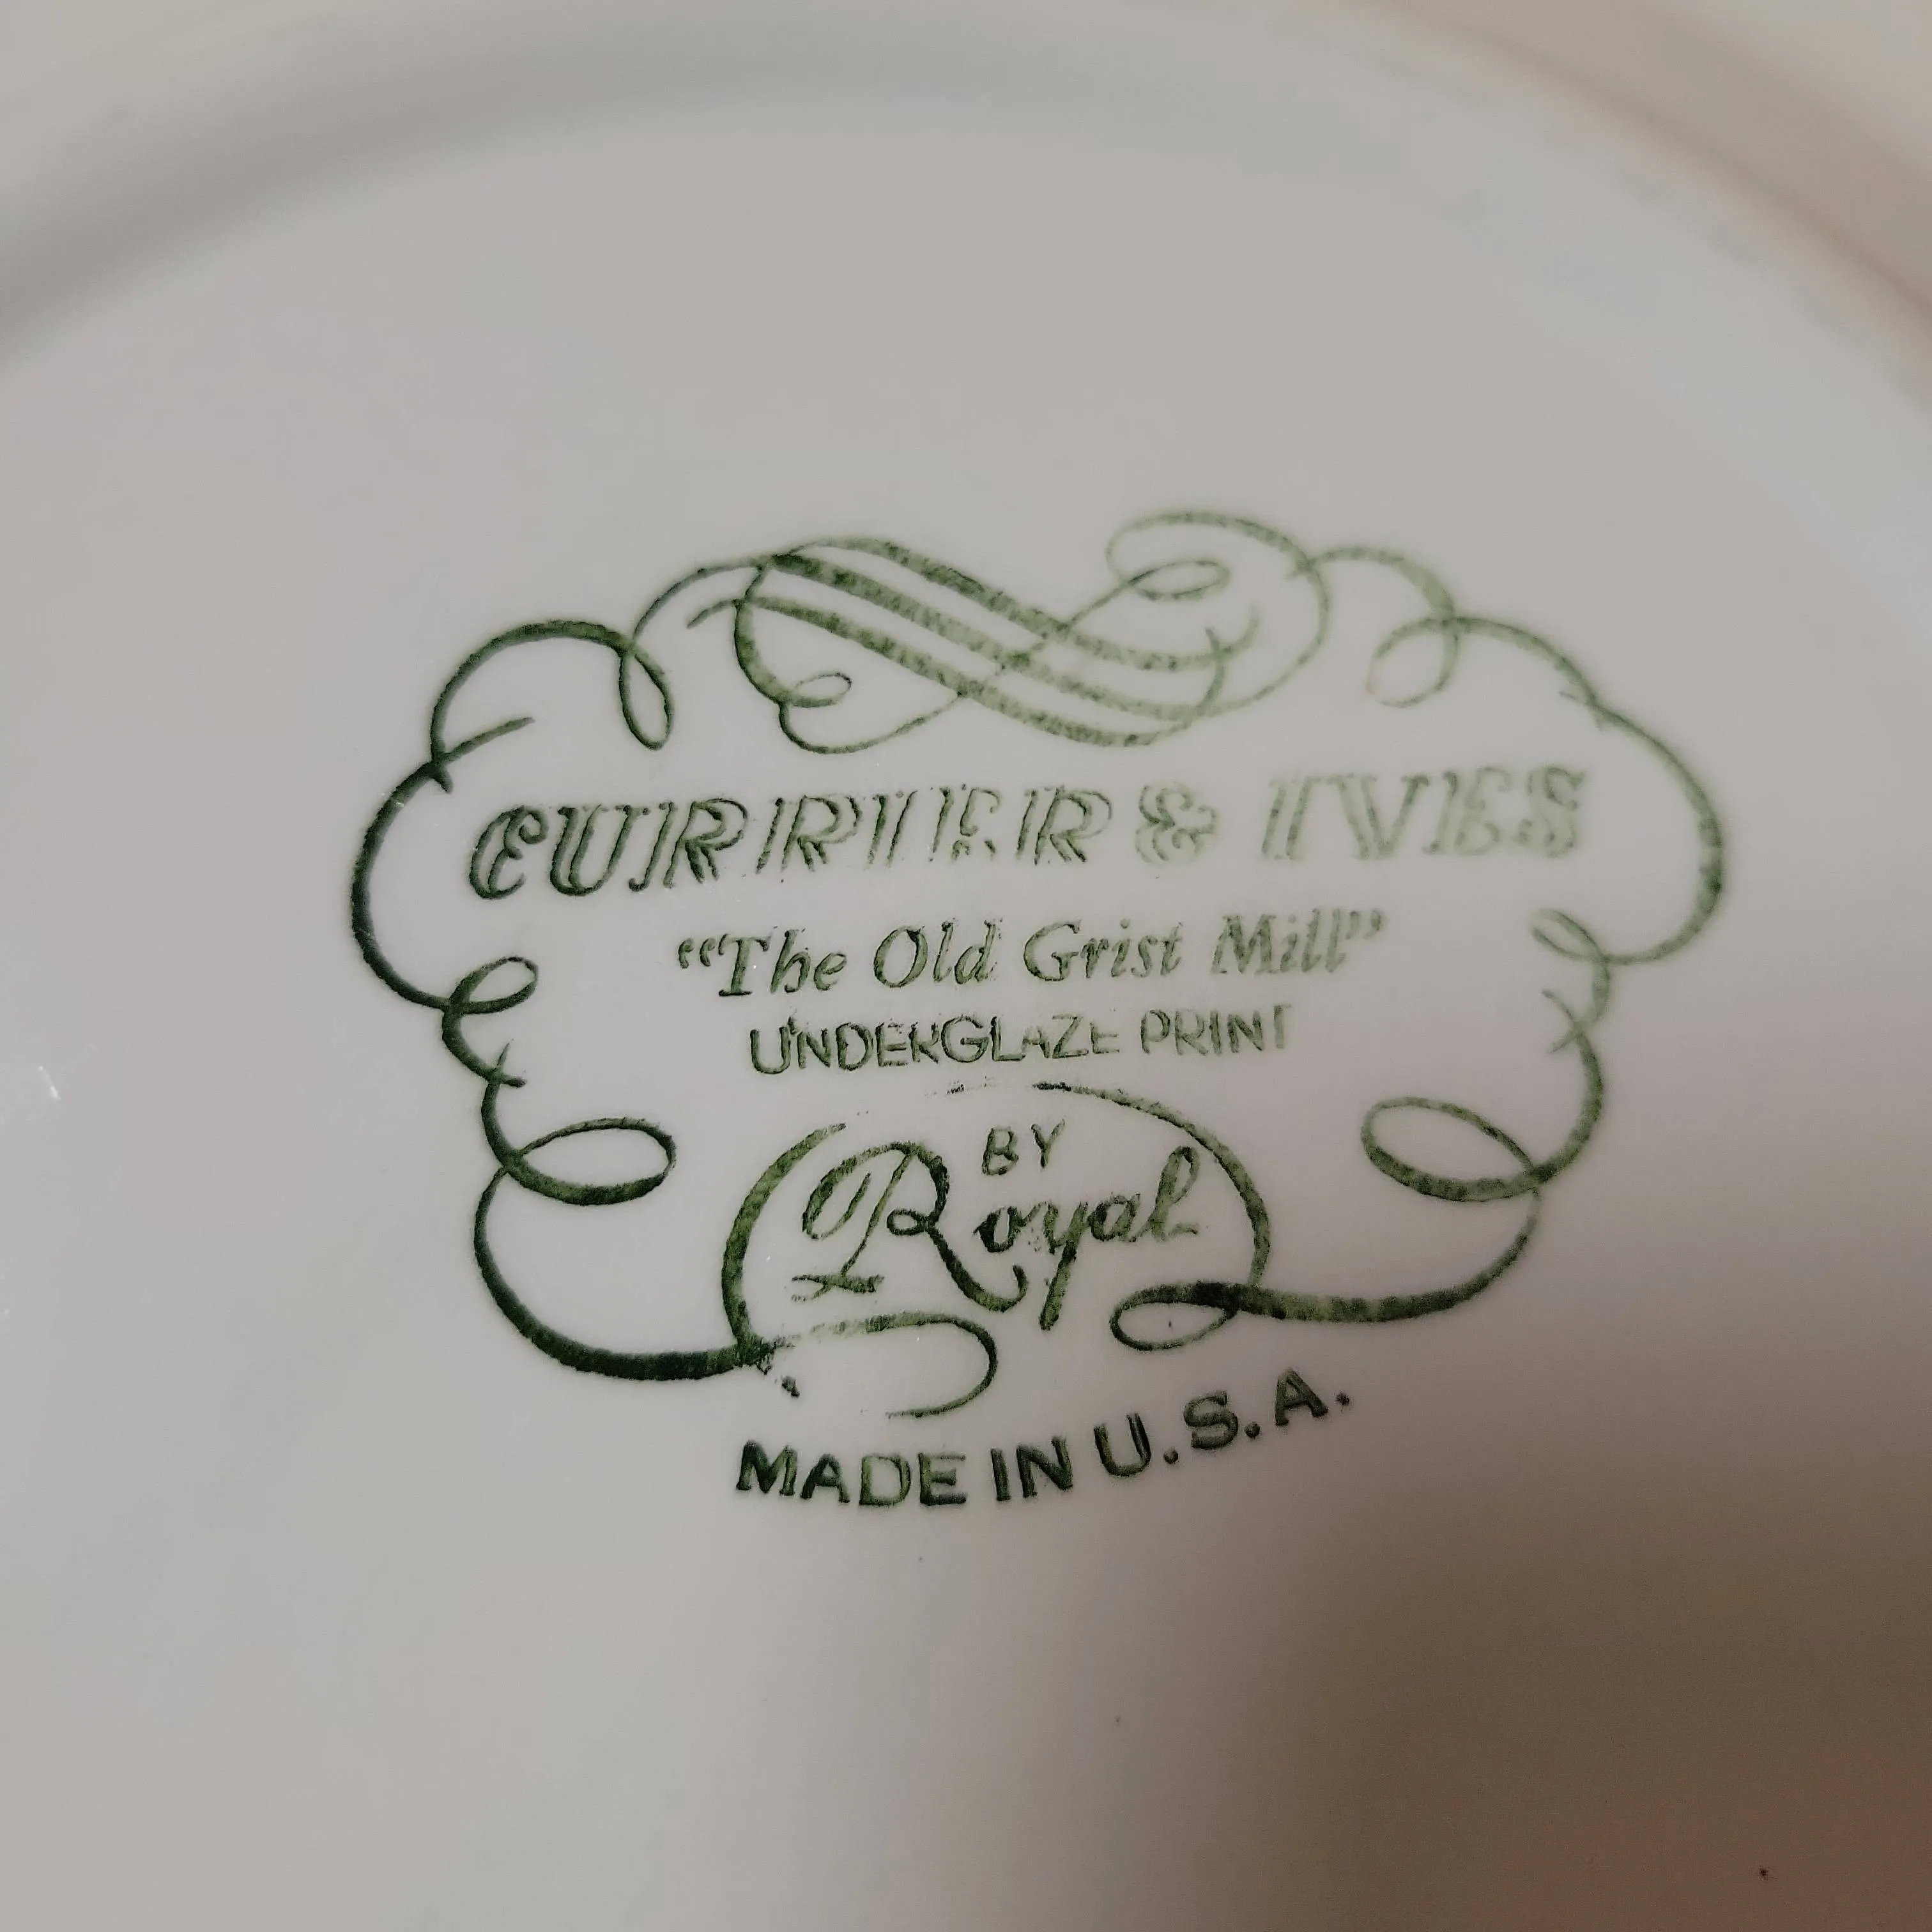 CURRIER & IVES
“The Old Grist Mill”
UNDERGLAZE PRINT
BY
Royal
MADE IN U.S.A.